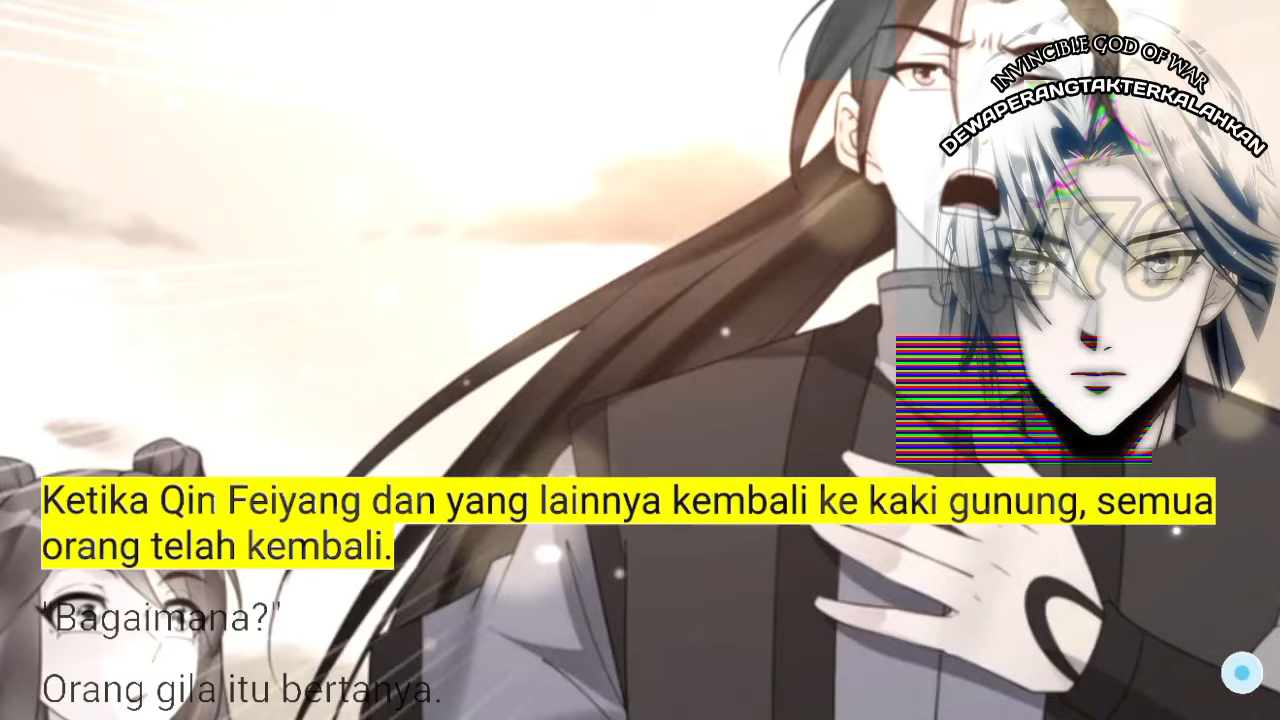 INVINCIBLE GOD OF WAR
DEWAPERANGTAKTERKALAHKAN
Ketika Qin Feiyang dan yang lainnya kembali ke kaki gunung, semua
orang telah kembali.
"Bagaimana?"
Orang gila itu bertanya.